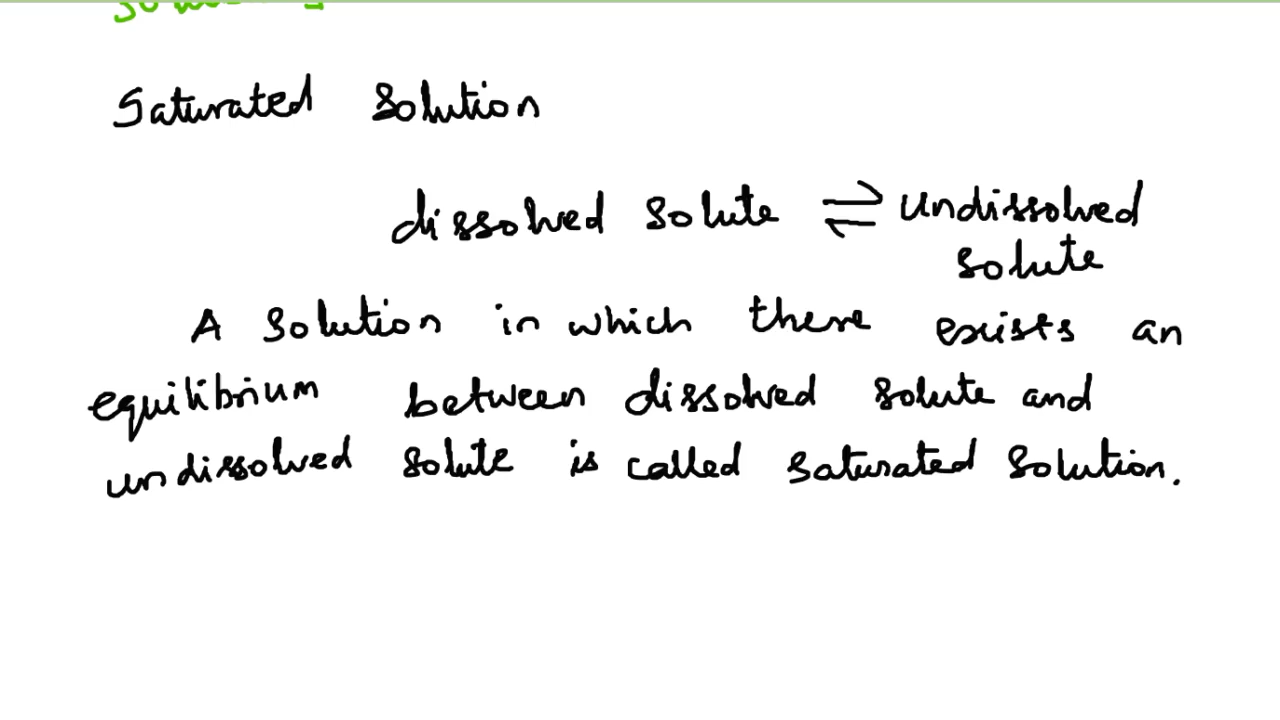 Saturated Solution
dissolved solute ⇌ undissolved
solute
A solution in which there exists an
equilibrium between dissolved solute and
undissolved solute is called saturated solution.